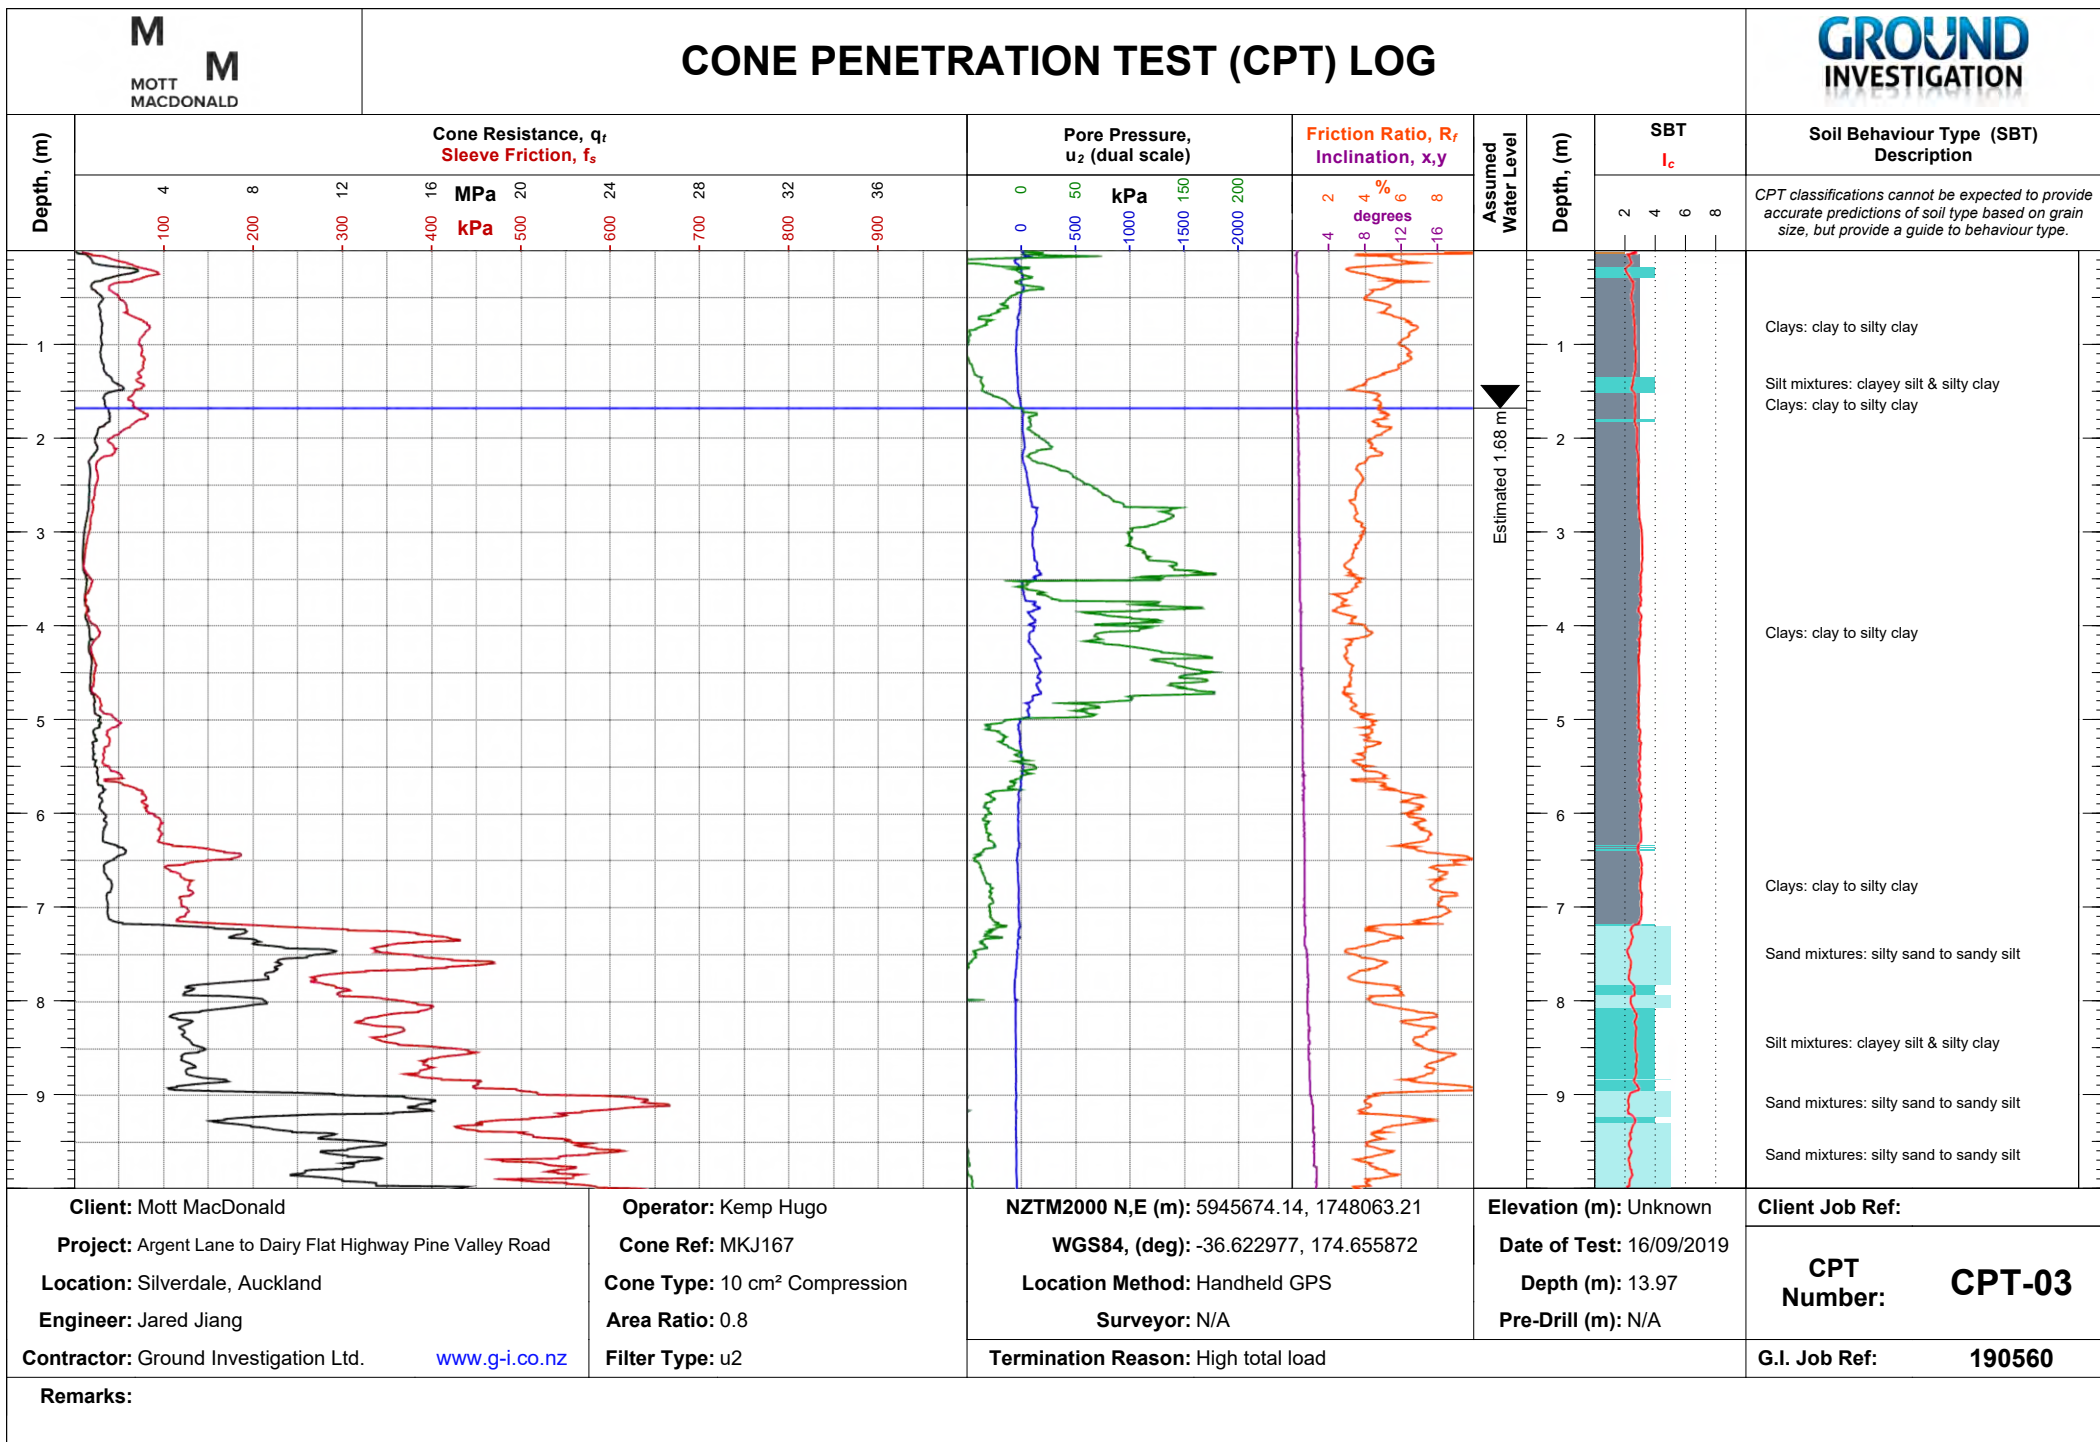 M
M
MOTT
MACDONALD
CONE PENETRATION TEST (CPT) LOG
GROUND
INVESTIGATION
Depth, (m)
Cone Resistance, qt
Sleeve Friction, fs
4 8 12 16 MPa 20 24 28 32 36
100 200 300 400 kPa 500 600 700 800 900
Pore Pressure,
u2 (dual scale)
0 50 kPa 150 200
0 500 1000 1500 2000
Friction Ratio, Rf
Inclination, x,y
%
2 4 6 8
degrees
4 8 12 16
Assumed
Water Level
Depth, (m)
SBT
Ic
2 4 6 8
Soil Behaviour Type (SBT)
Description
CPT classifications cannot be expected to provide
accurate predictions of soil type based on grain
size, but provide a guide to behaviour type.
Clays: clay to silty clay
1 1
Silt mixtures: clayey silt & silty clay
Clays: clay to silty clay
Estimated 1.68 m
2 2
3 3
4 4
Clays: clay to silty clay
5 5
6 6
Clays: clay to silty clay
7 7
Sand mixtures: silty sand to sandy silt
8 8
Silt mixtures: clayey silt & silty clay
9 9
Sand mixtures: silty sand to sandy silt
Sand mixtures: silty sand to sandy silt
Client: Mott MacDonald
Project: Argent Lane to Dairy Flat Highway Pine Valley Road
Location: Silverdale, Auckland
Engineer: Jared Jiang
Contractor: Ground Investigation Ltd. www.g-i.co.nz
Operator: Kemp Hugo
Cone Ref: MKJ167
Cone Type: 10 cm² Compression
Area Ratio: 0.8
Filter Type: u2
NZTM2000 N,E (m): 5945674.14, 1748063.21
WGS84, (deg): -36.622977, 174.655872
Location Method: Handheld GPS
Surveyor: N/A
Termination Reason: High total load
Elevation (m): Unknown
Date of Test: 16/09/2019
Depth (m): 13.97
Pre-Drill (m): N/A
Client Job Ref:
CPT
Number:
CPT-03
G.I. Job Ref: 190560
Remarks: